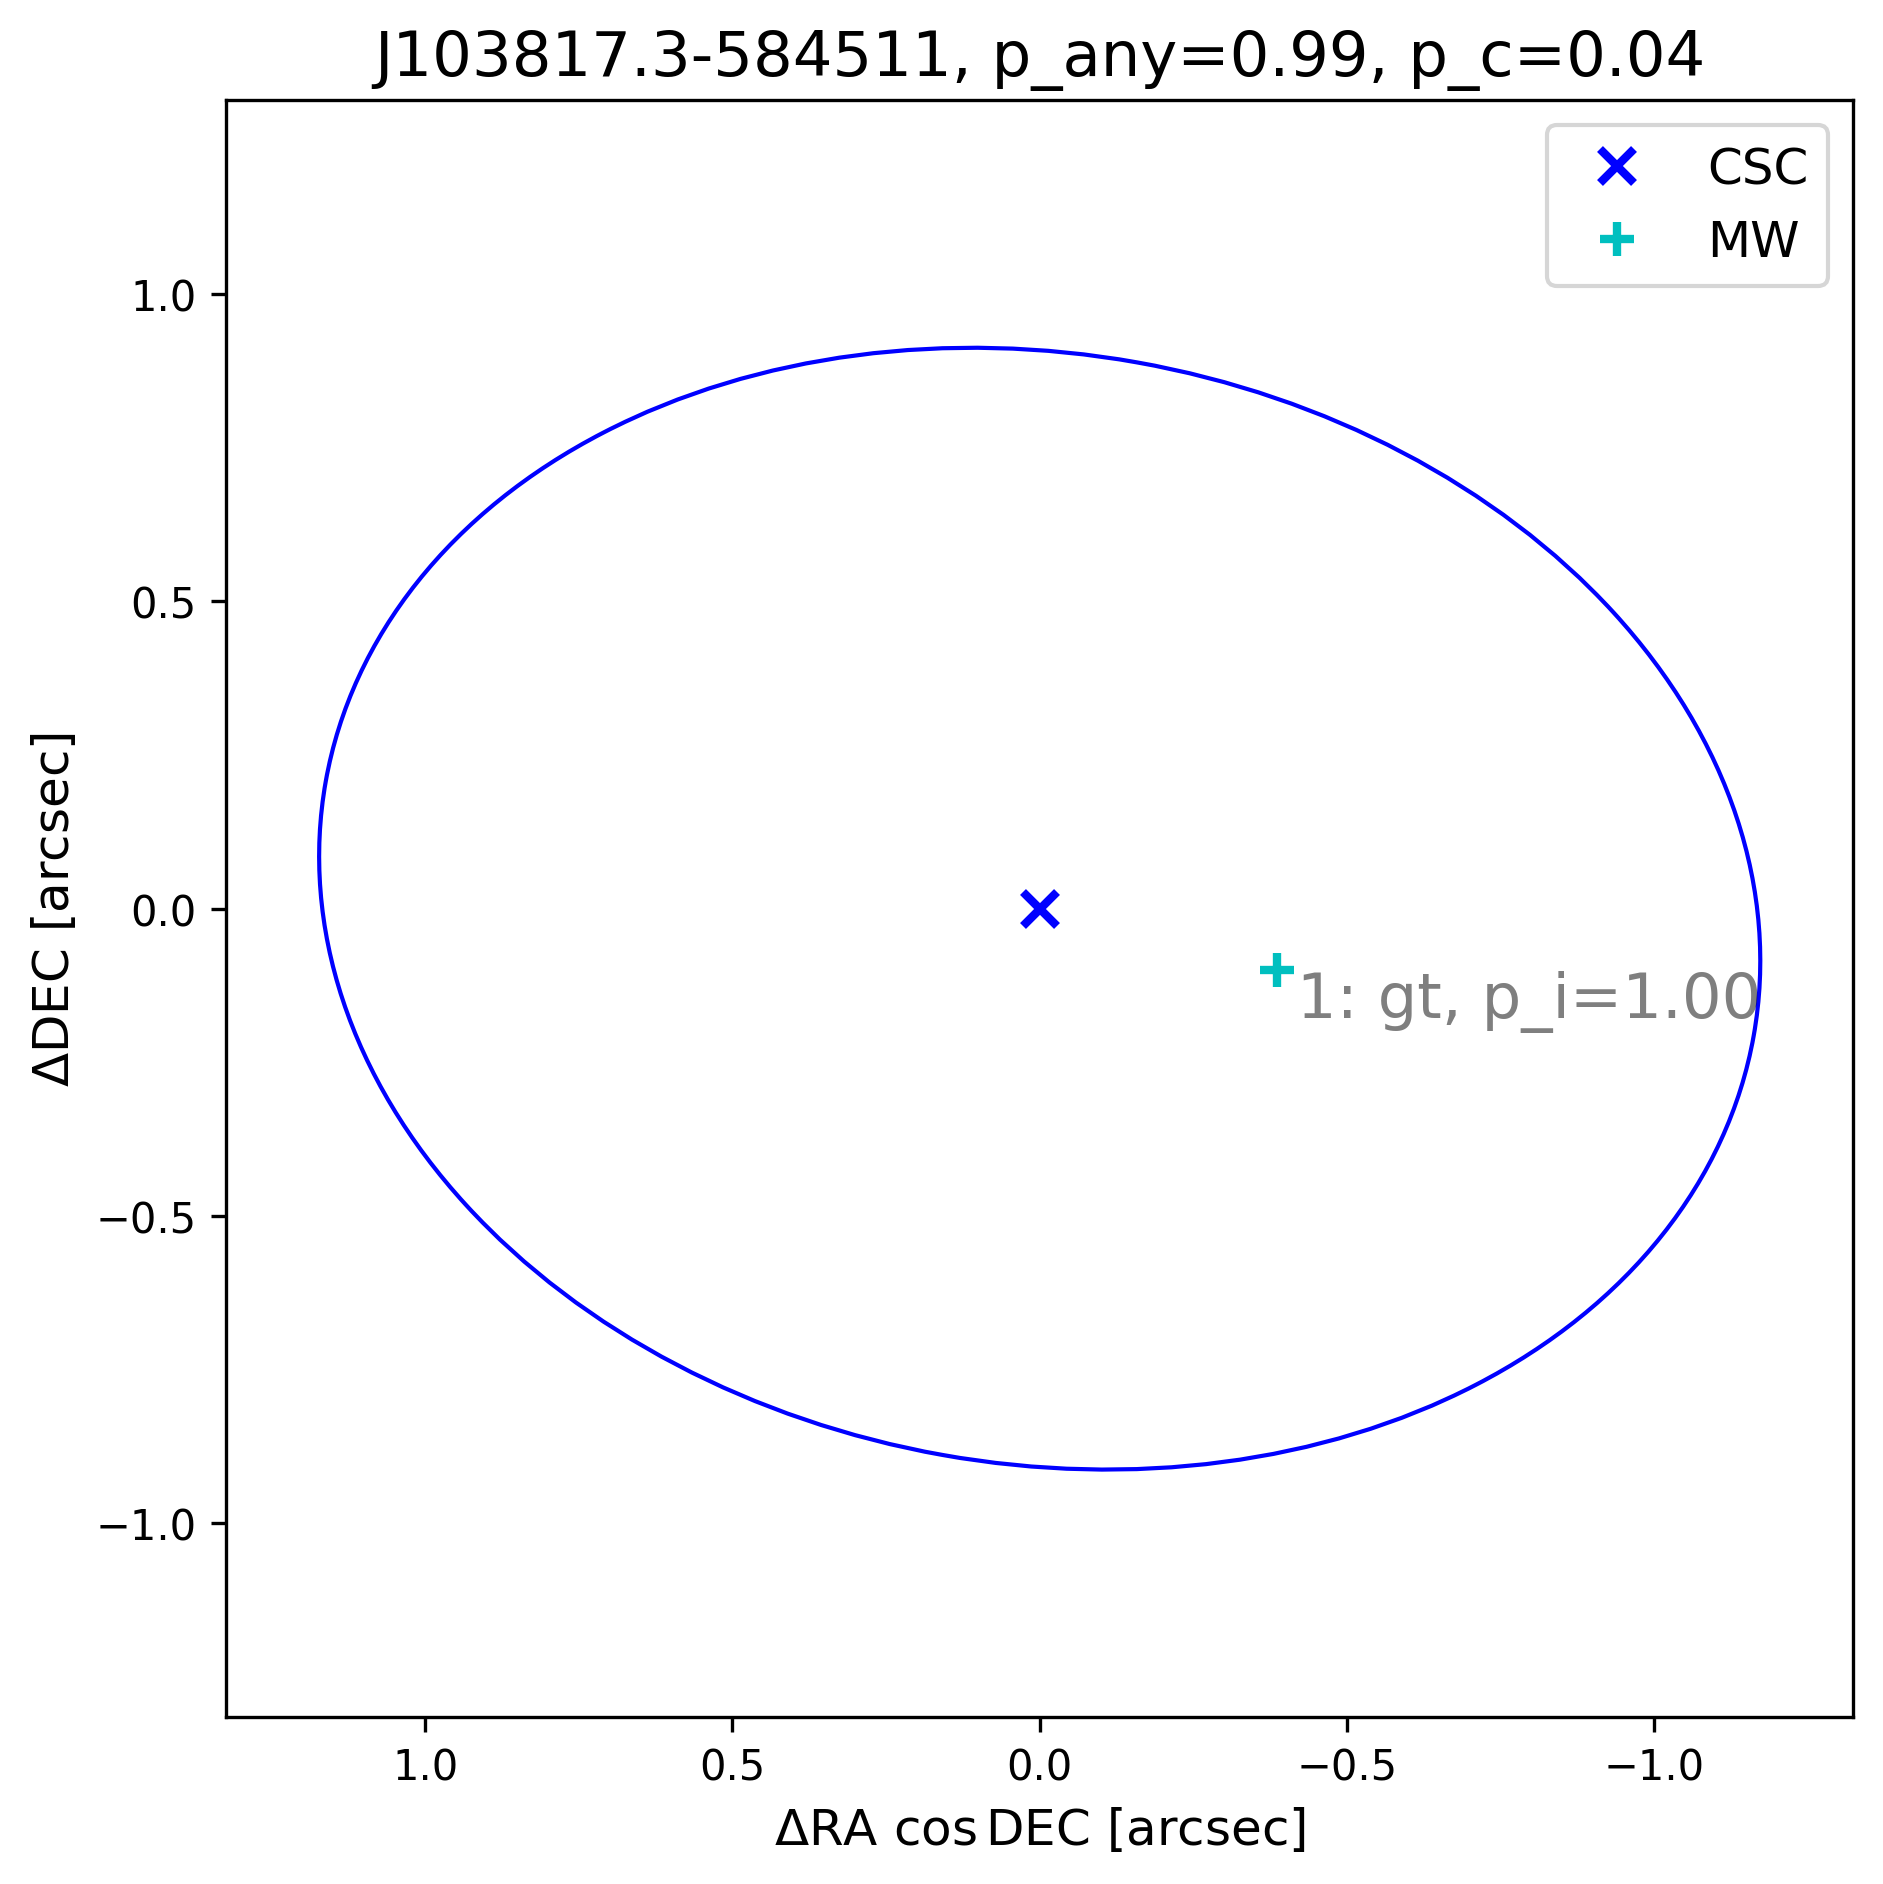 J103817.3-584511, p_any=0.99, p_c=0.04
CSC
MW
1.0
0.5
0.0
−0.5
−1.0
ΔDEC [arcsec]
1: gt, p_i=1.00
1.0
0.5
0.0
−0.5
−1.0
ΔRA cos DEC [arcsec]